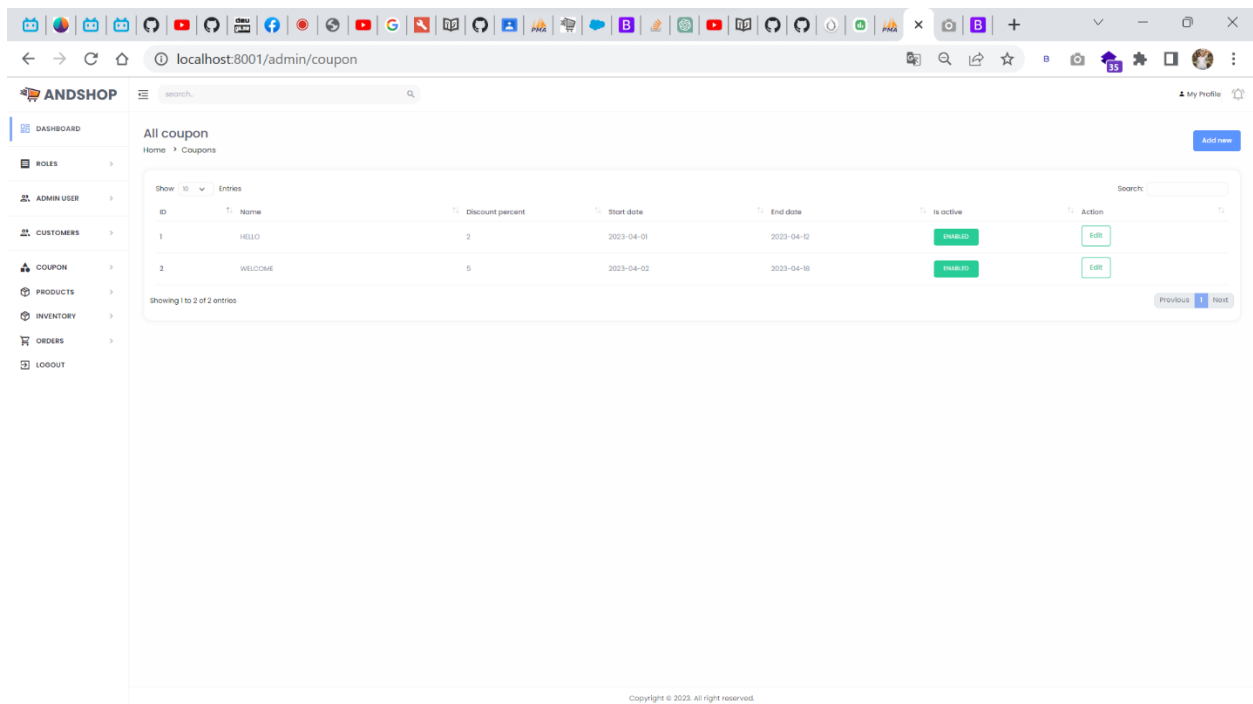 localhost:8001/admin/coupon
35
ANDSHOP
search..
My Profile
DASHBOARD
ROLES
ADMIN USER
CUSTOMERS
COUPON
PRODUCTS
INVENTORY
ORDERS
LOGOUT
All coupon
Home > Coupons
Add new
Show 10 Entries
Search:
ID Name Discount percent Start date End date Is active Action
1 HELLO 2 2023-04-01 2023-04-12 ENABLED Edit
2 WELCOME 5 2023-04-02 2023-04-18 ENABLED Edit
Showing 1 to 2 of 2 entries
Previous 1 Next
Copyright © 2023. All right reserved.